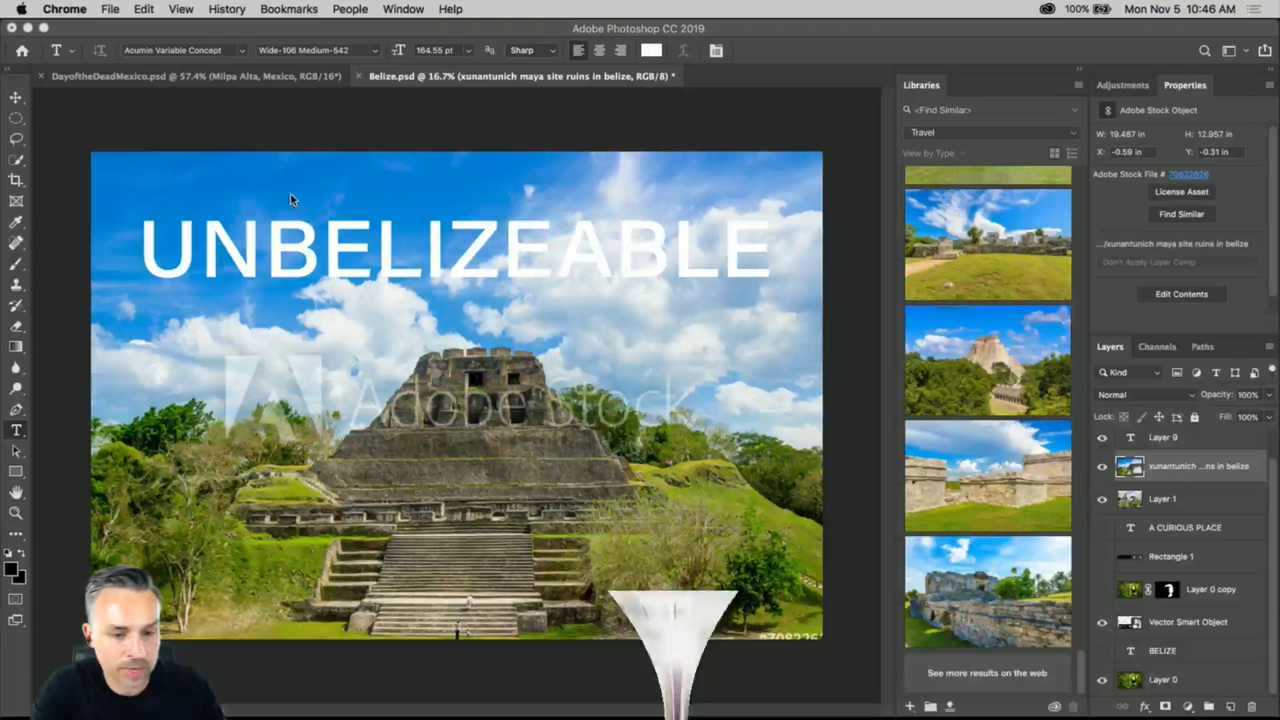 Chrome File Edit View History Bookmarks People Window Help 100% Mon Nov 5 10:46 AM
Adobe Photoshop CC 2019
T Acumin Variable Concept Wide-106 Medium-542 164.55 pt Sharp
DayoftheDeadMexico.psd @ 57.4% (Milpa Alta, Mexico, RGB/16*) Belize.psd @ 16.7% (xunantunich maya site ruins in belize, RGB/8) *
Libraries
<Find Similar>
Travel
View by Type
UNBELIZEABLE
Adobe Stock
See more results on the web
Adjustments Properties
Adobe Stock Object
W: 19.487 in H: 12.957 in
X: -0.59 in Y: -0.31 in
Adobe Stock File # 70822626
License Asset
Find Similar
.../xunantunich maya site ruins in belize
Don't Apply Layer Comp
Edit Contents
Layers Channels Paths
Kind
Normal Opacity: 100%
Lock: Fill: 100%
T Layer 9
xunantunich ...ns in belize
Layer 1
T A CURIOUS PLACE
Rectangle 1
Layer 0 copy
Vector Smart Object
T BELIZE
Layer 0
fx